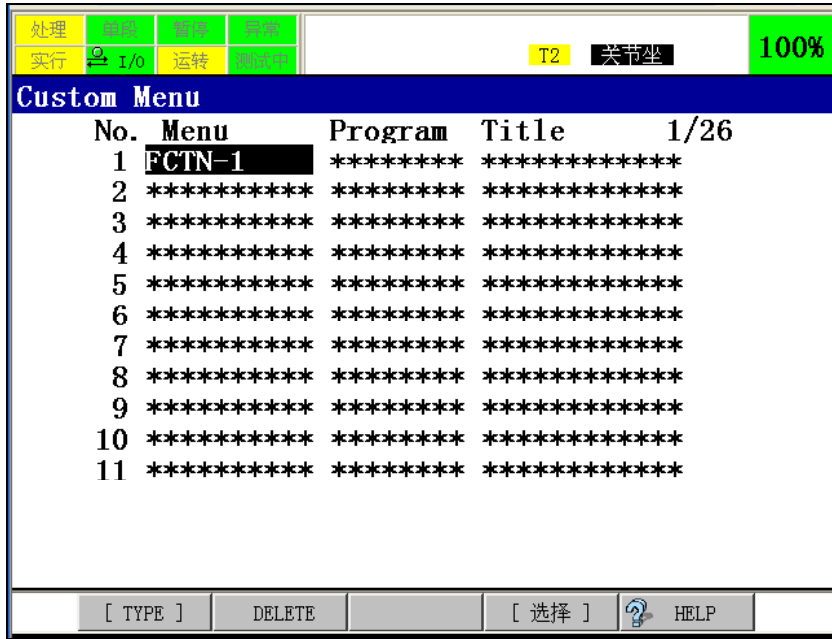 处理 单段 暂停 异常
实行 I/O 运转 测试中 T2 关节坐 100%
Custom Menu
No. Menu Program Title 1/26
1 FCTN-1 ******** ************
2 ********** ******** ************
3 ********** ******** ************
4 ********** ******** ************
5 ********** ******** ************
6 ********** ******** ************
7 ********** ******** ************
8 ********** ******** ************
9 ********** ******** ************
10 ********** ******** ************
11 ********** ******** ************
[ TYPE ] DELETE [ 选择 ] HELP